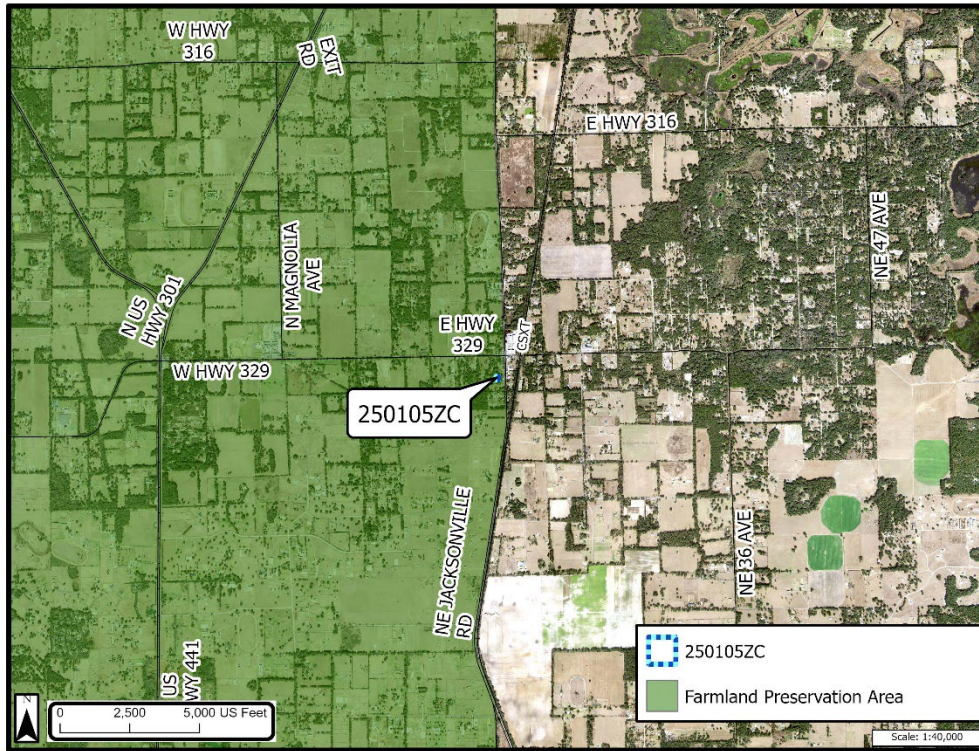 W HWY
316
EXIT
RD
E HWY 316
N MAGNOLIA
AVE
NE 47 AVE
N US
HWY 301
E HWY
329
CSXT
W HWY 329
250105ZC
NE JACKSONVILLE
RD
NE 36 AVE
US
WY 441
250105ZC
Farmland Preservation Area
N
0 2,500 5,000 US Feet
Scale: 1:40,000